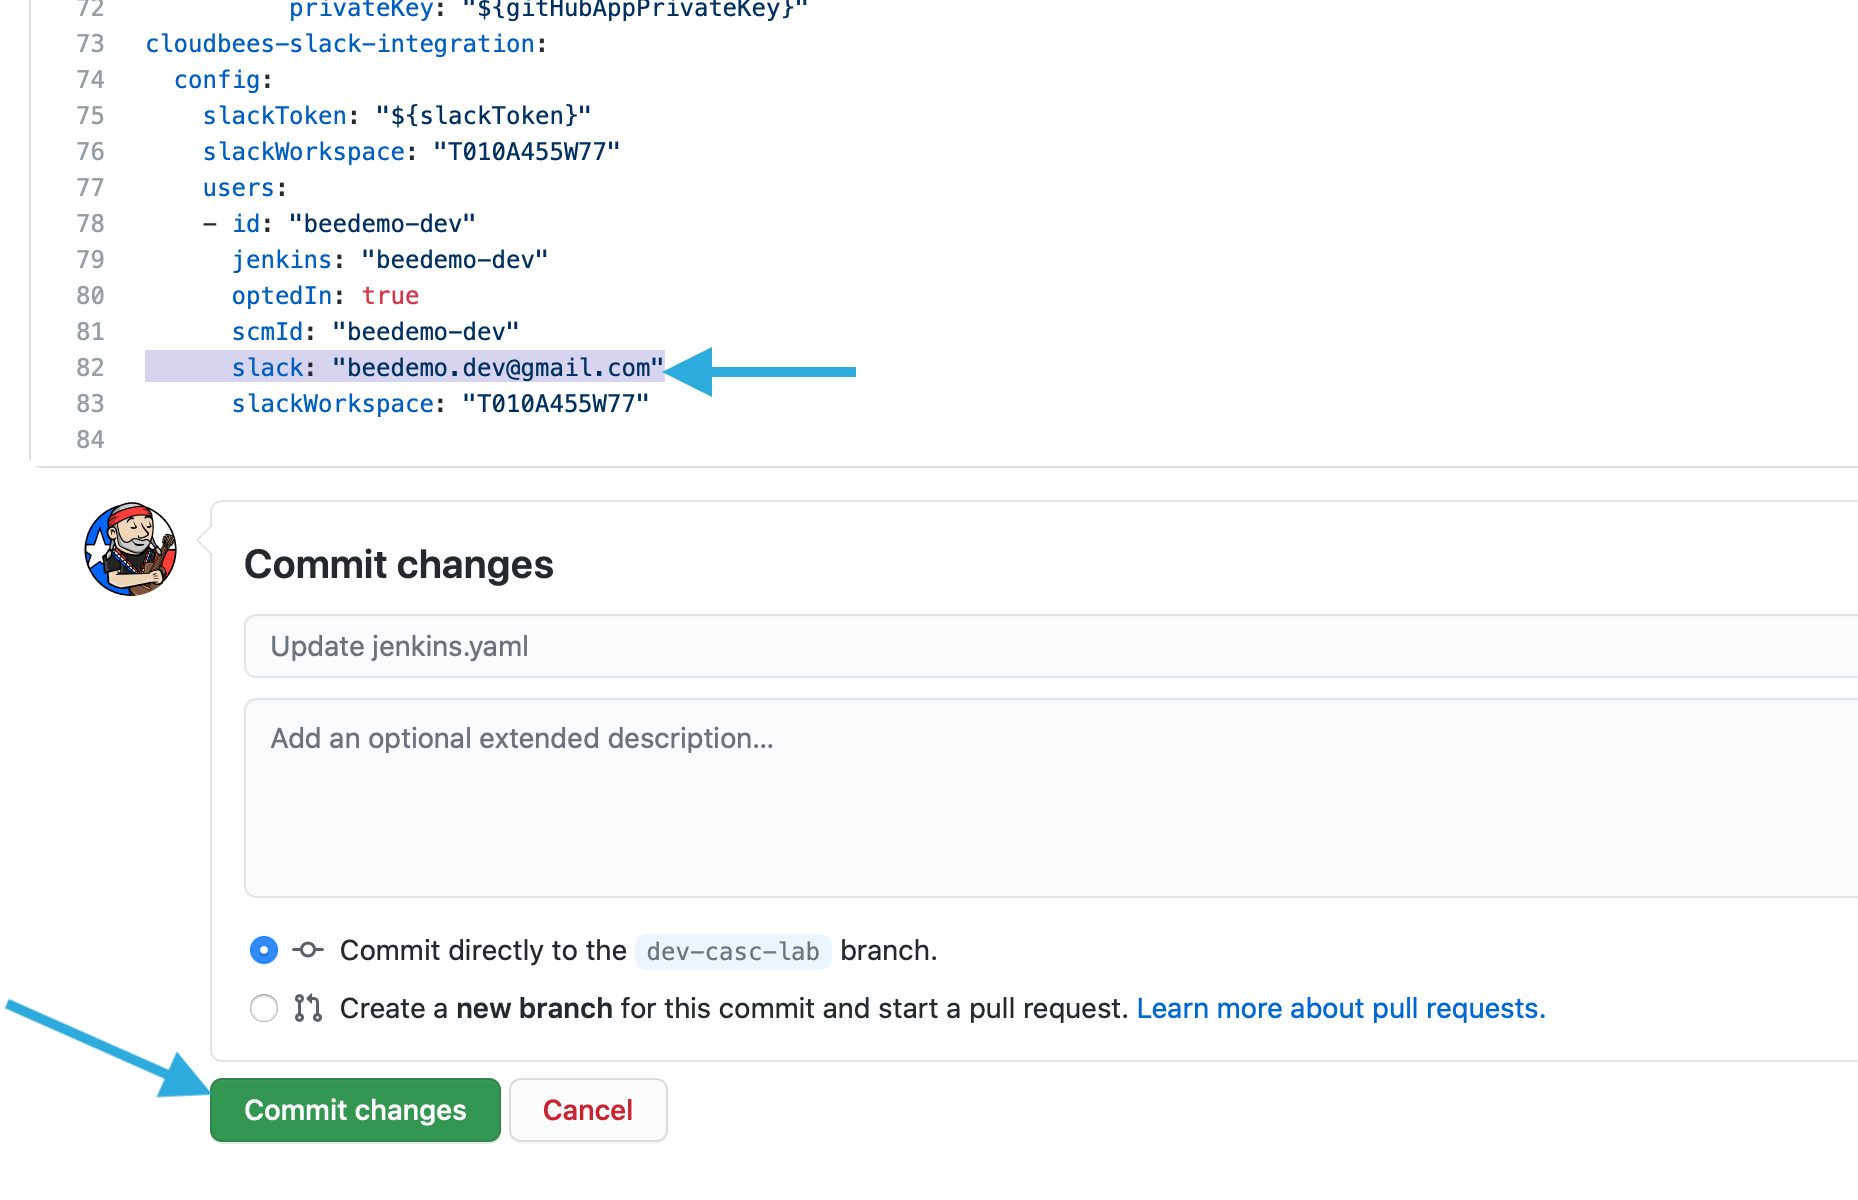 72 privateKey: "${gitHubAppPrivateKey}"
73 cloudbees-slack-integration:
74 config:
75 slackToken: "${slackToken}"
76 slackWorkspace: "T010A455W77"
77 users:
78 - id: "beedemo-dev"
79 jenkins: "beedemo-dev"
80 optedIn: true
81 scmId: "beedemo-dev"
82 slack: "beedemo.dev@gmail.com"
83 slackWorkspace: "T010A455W77"
84
Commit changes
Update jenkins.yaml
Add an optional extended description...
Commit directly to the dev-casc-lab branch.
Create a new branch for this commit and start a pull request. Learn more about pull requests.
Commit changes Cancel